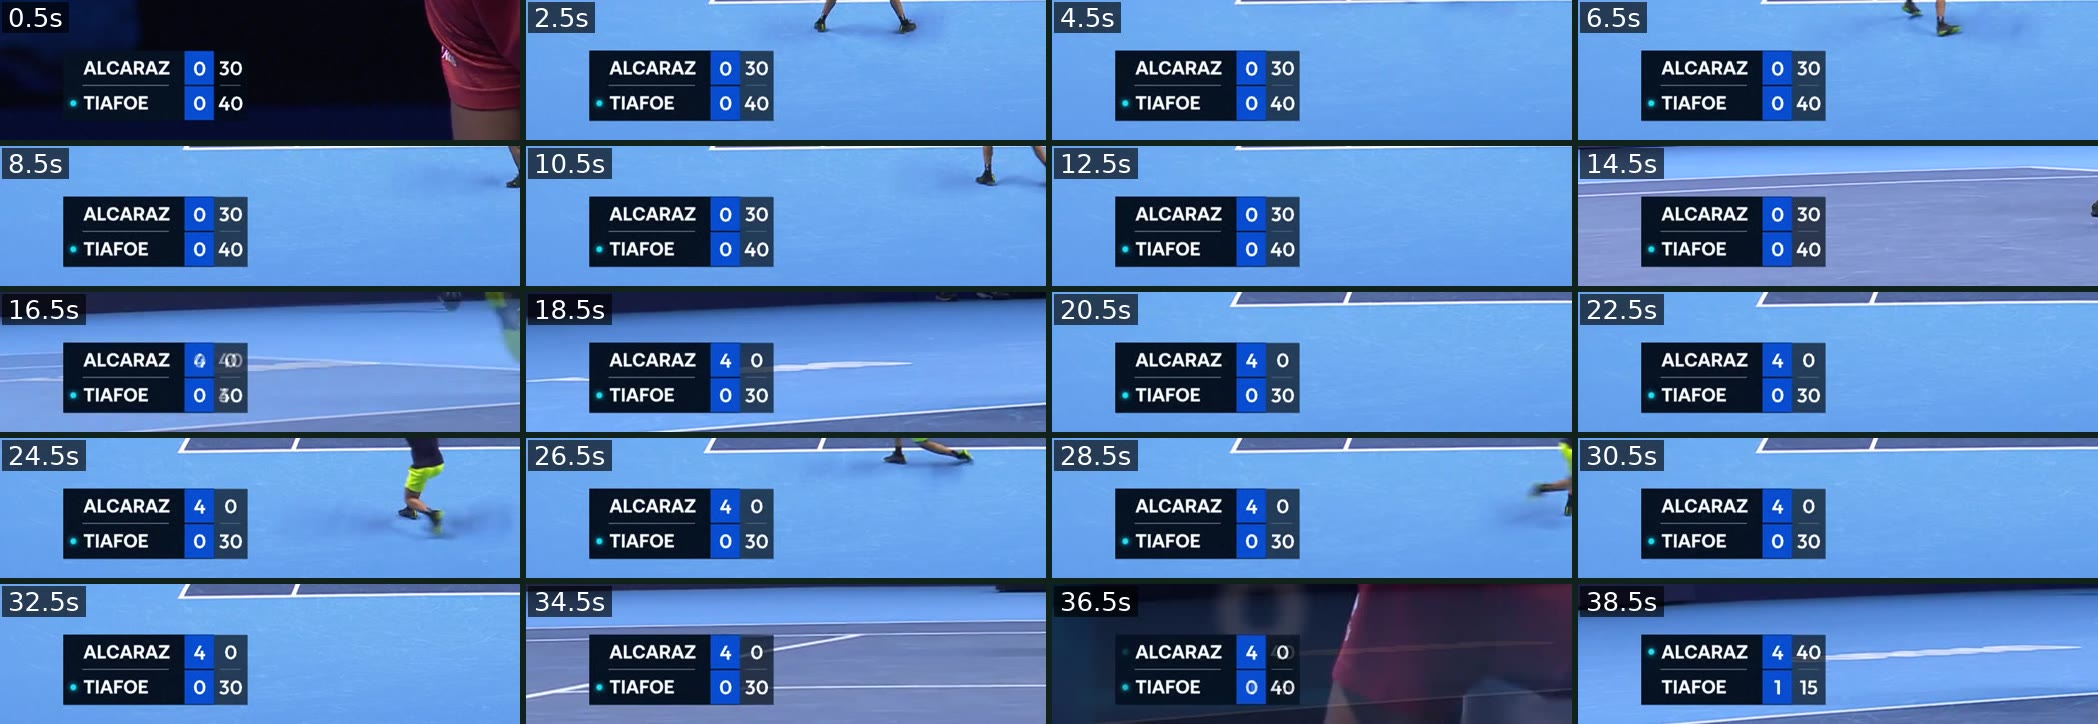 0.5s
ALCARAZ 0 30
TIAFOE 0 40
2.5s
ALCARAZ 0 30
TIAFOE 0 40
4.5s
ALCARAZ 0 30
TIAFOE 0 40
6.5s
ALCARAZ 0 30
TIAFOE 0 40
8.5s
ALCARAZ 0 30
TIAFOE 0 40
10.5s
ALCARAZ 0 30
TIAFOE 0 40
12.5s
ALCARAZ 0 30
TIAFOE 0 40
14.5s
ALCARAZ 0 30
TIAFOE 0 40
16.5s
ALCARAZ
TIAFOE 0
18.5s
ALCARAZ 4 0
TIAFOE 0 30
20.5s
ALCARAZ 4 0
TIAFOE 0 30
22.5s
ALCARAZ 4 0
TIAFOE 0 30
24.5s
ALCARAZ 4 0
TIAFOE 0 30
26.5s
ALCARAZ 4 0
TIAFOE 0 30
28.5s
ALCARAZ 4 0
TIAFOE 0 30
30.5s
ALCARAZ 4 0
TIAFOE 0 30
32.5s
ALCARAZ 4 0
TIAFOE 0 30
34.5s
ALCARAZ 4 0
TIAFOE 0 30
36.5s
ALCARAZ 4 0
TIAFOE 0 40
38.5s
ALCARAZ 4 40
TIAFOE 1 15